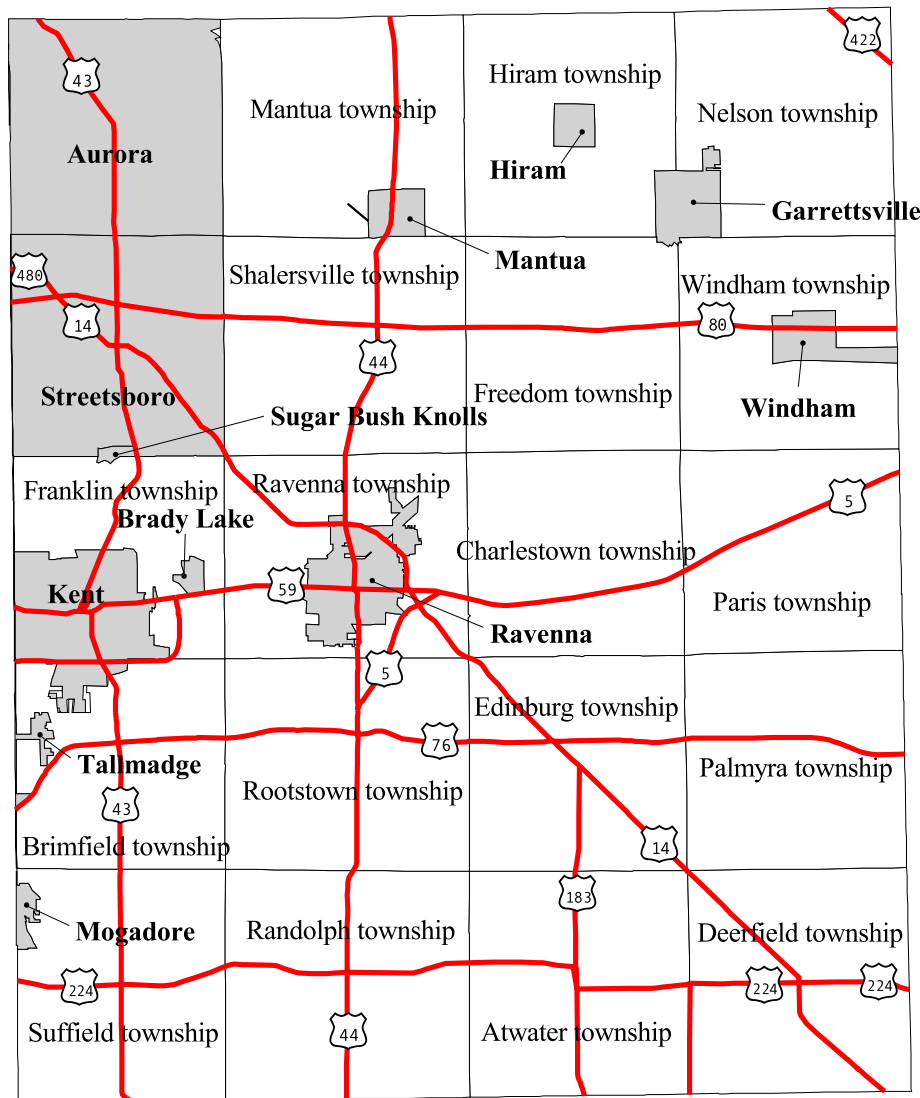 422
43
Hiram township
Mantua township
Nelson township
Aurora
Hiram
Garrettsville
Mantua
480
Shalersville township
Windham township
14
80
44
Streetsboro
Freedom township
Windham
Sugar Bush Knolls
Franklin township
Ravenna township
5
Brady Lake
Charlestown township
59
Kent
Paris township
Ravenna
5
Edinburg township
76
Tallmadge
Palmyra township
Rootstown township
43
14
Brimfield township
183
Mogadore
Randolph township
Deerfield township
224
224
224
Suffield township
44
Atwater township